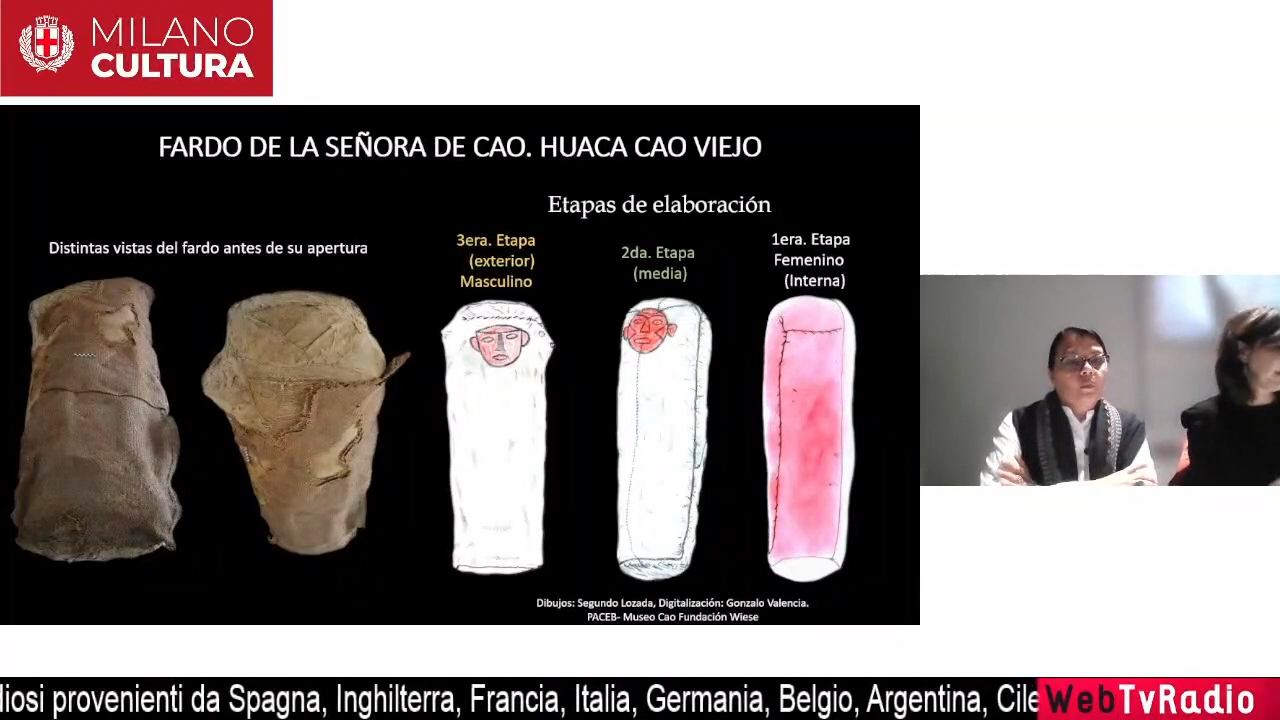 MILANO
CULTURA
FARDO DE LA SEÑORA DE CAO. HUACA CAO VIEJO
Etapas de elaboración
Distintas vistas del fardo antes de su apertura
3era. Etapa
(exterior)
Masculino
2da. Etapa
(media)
1era. Etapa
Femenino
(Interna)
Dibujos: Segundo Lozada, Digitalización: Gonzalo Valencia.
PACEB- Museo Cao Fundación Wiese
diosi provenienti da Spagna, Inghilterra, Francia, Italia, Germania, Belgio, Argentina, Cile
WebTvRadio